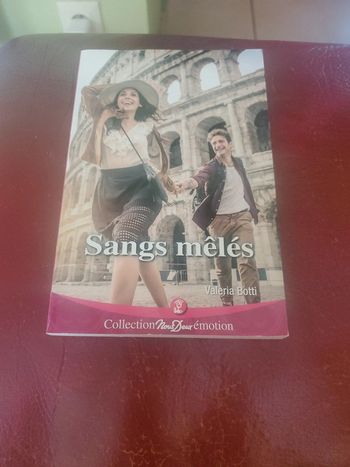 Sangs mêlés
Valeria Botti
Collection Nous Deux émotion